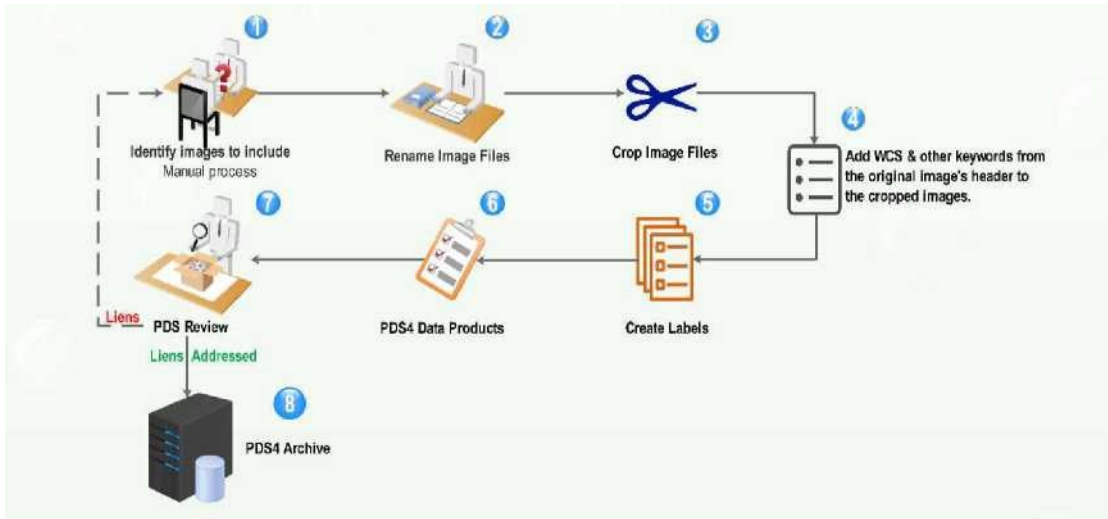 1
Identify images to include
Manual process
2
Rename Image Files
3
Crop Image Files
4
Add WCS & other keywords from
the original image's header to
the cropped images.
5
Create Labels
6
PDS4 Data Products
7
PDS Review
Liens
Liens Addressed
8
PDS4 Archive